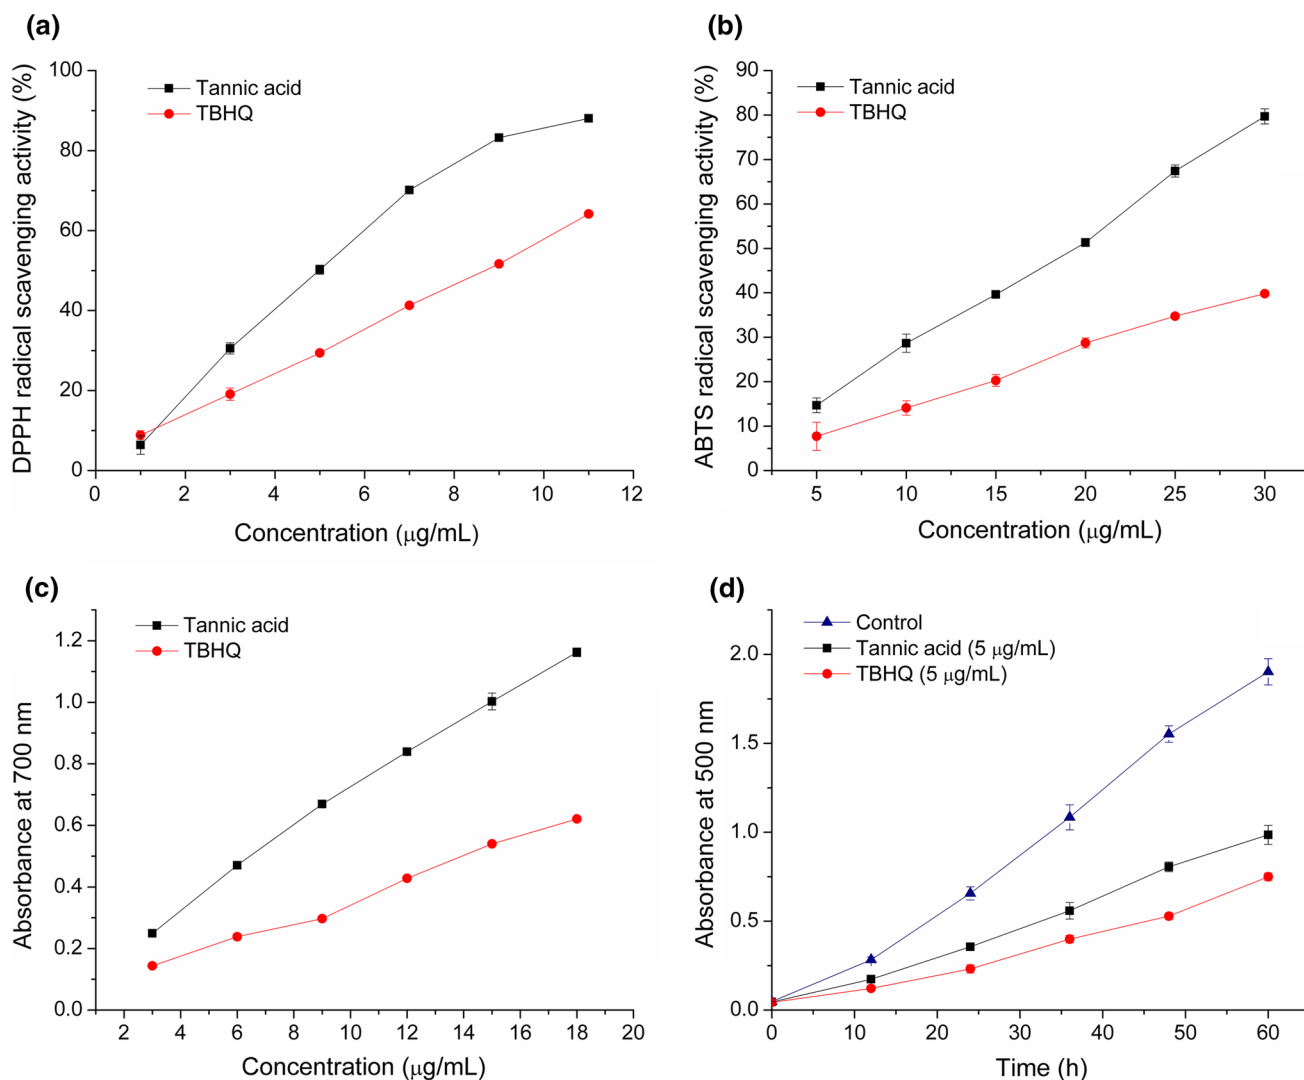 (a)
DPPH radical scavenging activity (%)
100
80
60
40
20
0
Tannic acid
TBHQ
0 2 4 6 8 10 12
Concentration (μg/mL)
(b)
ABTS radical scavenging activity (%)
90
80
70
60
50
40
30
20
10
0
Tannic acid
TBHQ
5 10 15 20 25 30
Concentration (μg/mL)
(c)
Absorbance at 700 nm
1.2
1.0
0.8
0.6
0.4
0.2
0.0
Tannic acid
TBHQ
2 4 6 8 10 12 14 16 18 20
Concentration (μg/mL)
(d)
Absorbance at 500 nm
2.0
1.5
1.0
0.5
0.0
Control
Tannic acid (5 μg/mL)
TBHQ (5 μg/mL)
0 10 20 30 40 50 60
Time (h)